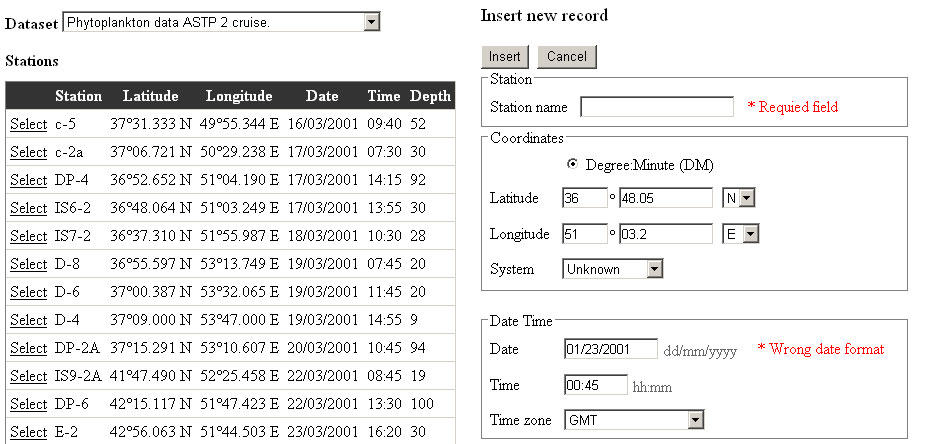 Dataset Phytoplankton data ASTP 2 cruise.
Stations
Station Latitude Longitude Date Time Depth
Select c-5 37°31.333 N 49°55.344 E 16/03/2001 09:40 52
Select c-2a 37°06.721 N 50°29.238 E 17/03/2001 07:30 30
Select DP-4 36°52.652 N 51°04.190 E 17/03/2001 14:15 92
Select IS6-2 36°48.064 N 51°03.249 E 17/03/2001 13:55 30
Select IS7-2 36°37.310 N 51°55.987 E 18/03/2001 10:30 28
Select D-8 36°55.597 N 53°13.749 E 19/03/2001 07:45 20
Select D-6 37°00.387 N 53°32.065 E 19/03/2001 11:45 20
Select D-4 37°09.000 N 53°47.000 E 19/03/2001 14:55 9
Select DP-2A 37°15.291 N 53°10.607 E 20/03/2001 10:45 94
Select IS9-2A 41°47.490 N 52°25.458 E 22/03/2001 08:45 19
Select DP-6 42°15.117 N 51°47.423 E 22/03/2001 13:30 100
Select E-2 42°56.063 N 51°44.503 E 23/03/2001 16:20 30
Insert new record
Insert Cancel
Station
Station name * Requied field
Coordinates
Degree:Minute (DM)
Latitude 36 ° 48.05 N
Longitude 51 ° 03.2 E
System Unknown
Date Time
Date 01/23/2001 dd/mm/yyyy * Wrong date format
Time 00:45 hh:mm
Time zone GMT